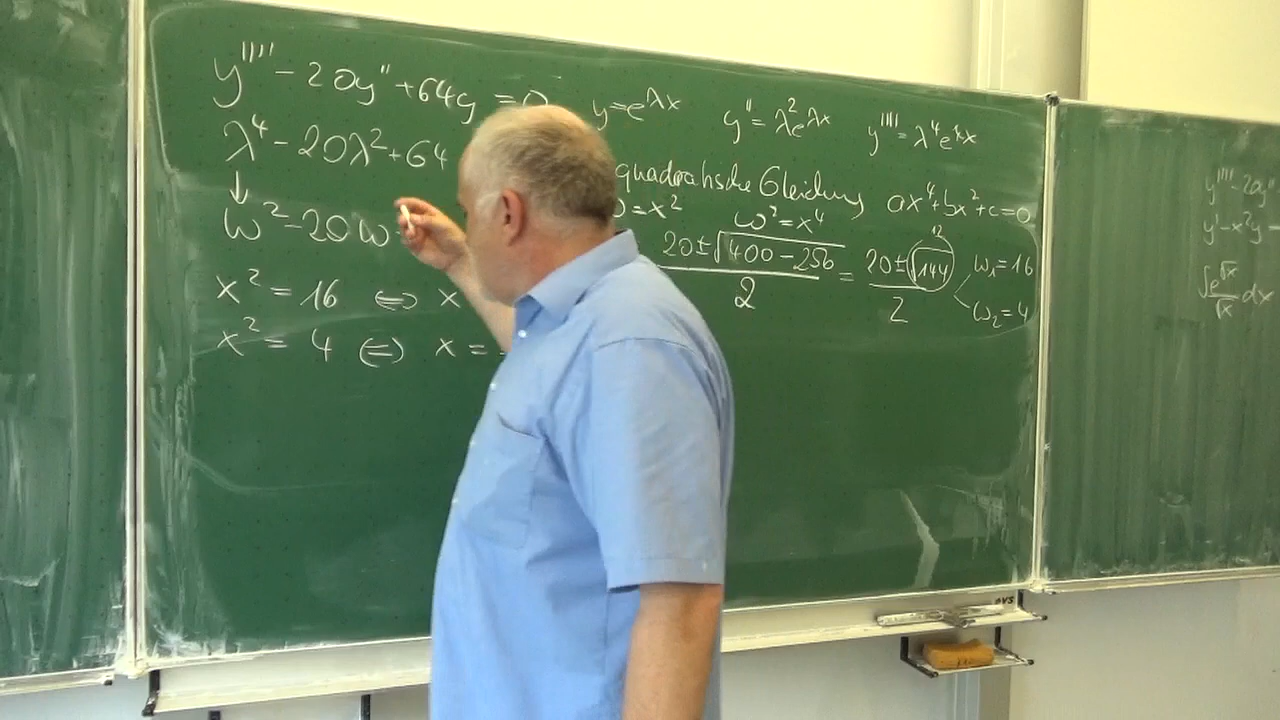 y'''' - 20y'' + 64y = 0 y = e^λx y'' = λ²e^λx y'''' = λ⁴e^λx
λ⁴ - 20λ² + 64
quadratische Gleichung ax⁴ + bx² + c = 0
↓
ω² - 20ω = x² ω² = x⁴
20 ± √400 - 256 / 2 = 20 ± √144 / 2 12 ω₁ = 16
ω₂ = 4
x² = 16 ⇔ x
x² = 4 ⇔ x =
y'''' - 20y''
y' - x²y -
∫ e^√x / √x dx